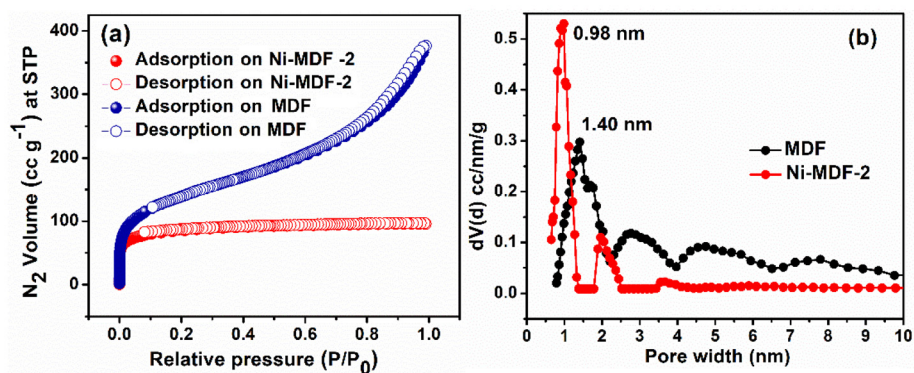 (a)
Adsorption on Ni-MDF -2
Desorption on Ni-MDF-2
Adsorption on MDF
Desorption on MDF
400
300
200
100
0
N2 Volume (cc g-1) at STP
0.0 0.2 0.4 0.6 0.8 1.0
Relative pressure (P/P0)
(b)
0.98 nm
1.40 nm
MDF
Ni-MDF-2
0.5
0.4
0.3
0.2
0.1
0.0
dV(d) cc/nm/g
0 1 2 3 4 5 6 7 8 9 10
Pore width (nm)